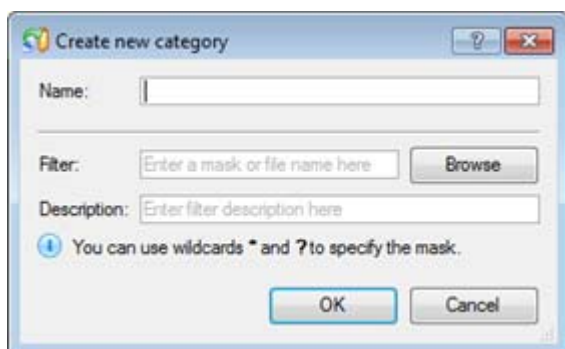 Create new category
?
Name:
Filter: Enter a mask or file name here Browse
Description: Enter filter description here
You can use wildcards * and ? to specify the mask.
OK Cancel